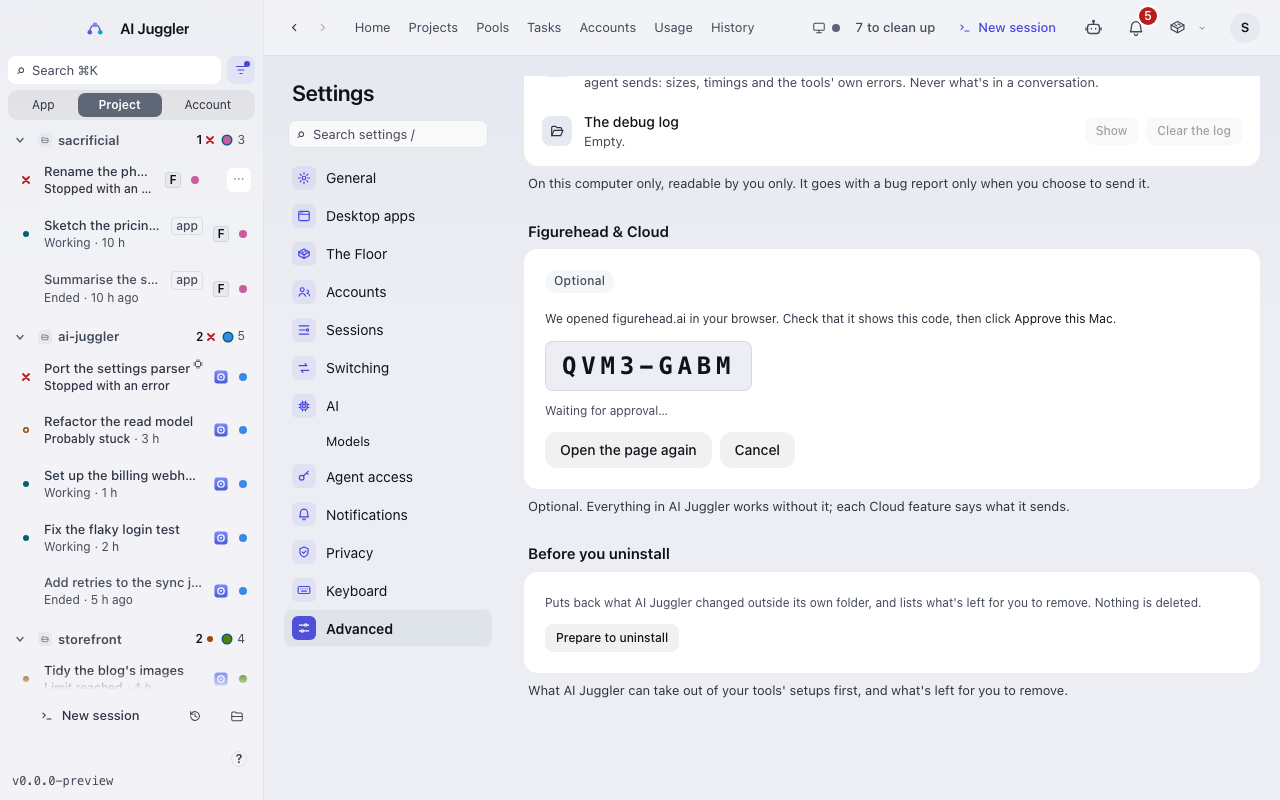 AI Juggler
Search ⌘K
App Project Account
sacrificial 1 3
Rename the ph... F
Stopped with an ...
Sketch the pricin... app F
Working · 10 h
Summarise the s... app F
Ended · 10 h ago
ai-juggler 2 5
Port the settings parser
Stopped with an error
Refactor the read model
Probably stuck · 3 h
Set up the billing webh...
Working · 1 h
Fix the flaky login test
Working · 2 h
Add retries to the sync j...
Ended · 5 h ago
storefront 2 4
Tidy the blog's images
Limit reached · 4 h
New session
?
v0.0.0-preview
Home Projects Pools Tasks Accounts Usage History
7 to clean up
New session
5
S
Settings
Search settings /
General
Desktop apps
The Floor
Accounts
Sessions
Switching
AI
Models
Agent access
Notifications
Privacy
Keyboard
Advanced
agent sends: sizes, timings and the tools' own errors. Never what's in a conversation.
The debug log
Empty.
Show Clear the log
On this computer only, readable by you only. It goes with a bug report only when you choose to send it.
Figurehead & Cloud
Optional
We opened figurehead.ai in your browser. Check that it shows this code, then click Approve this Mac.
QVM3–GABM
Waiting for approval...
Open the page again Cancel
Optional. Everything in AI Juggler works without it; each Cloud feature says what it sends.
Before you uninstall
Puts back what AI Juggler changed outside its own folder, and lists what's left for you to remove. Nothing is deleted.
Prepare to uninstall
What AI Juggler can take out of your tools' setups first, and what's left for you to remove.